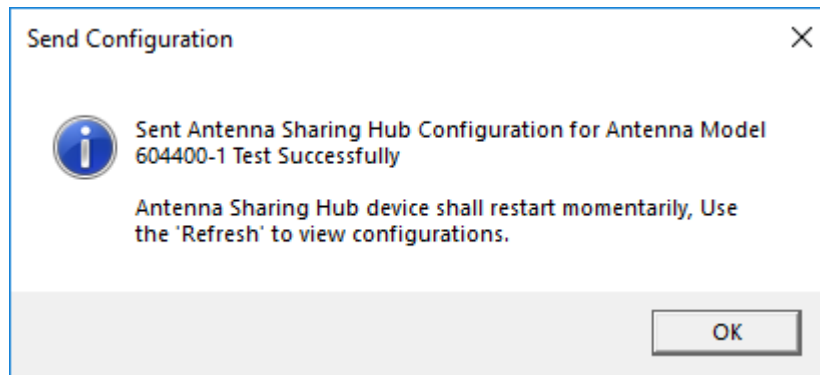 Send Configuration
Sent Antenna Sharing Hub Configuration for Antenna Model
604400-1 Test Successfully
Antenna Sharing Hub device shall restart momentarily, Use
the 'Refresh' to view configurations.
OK